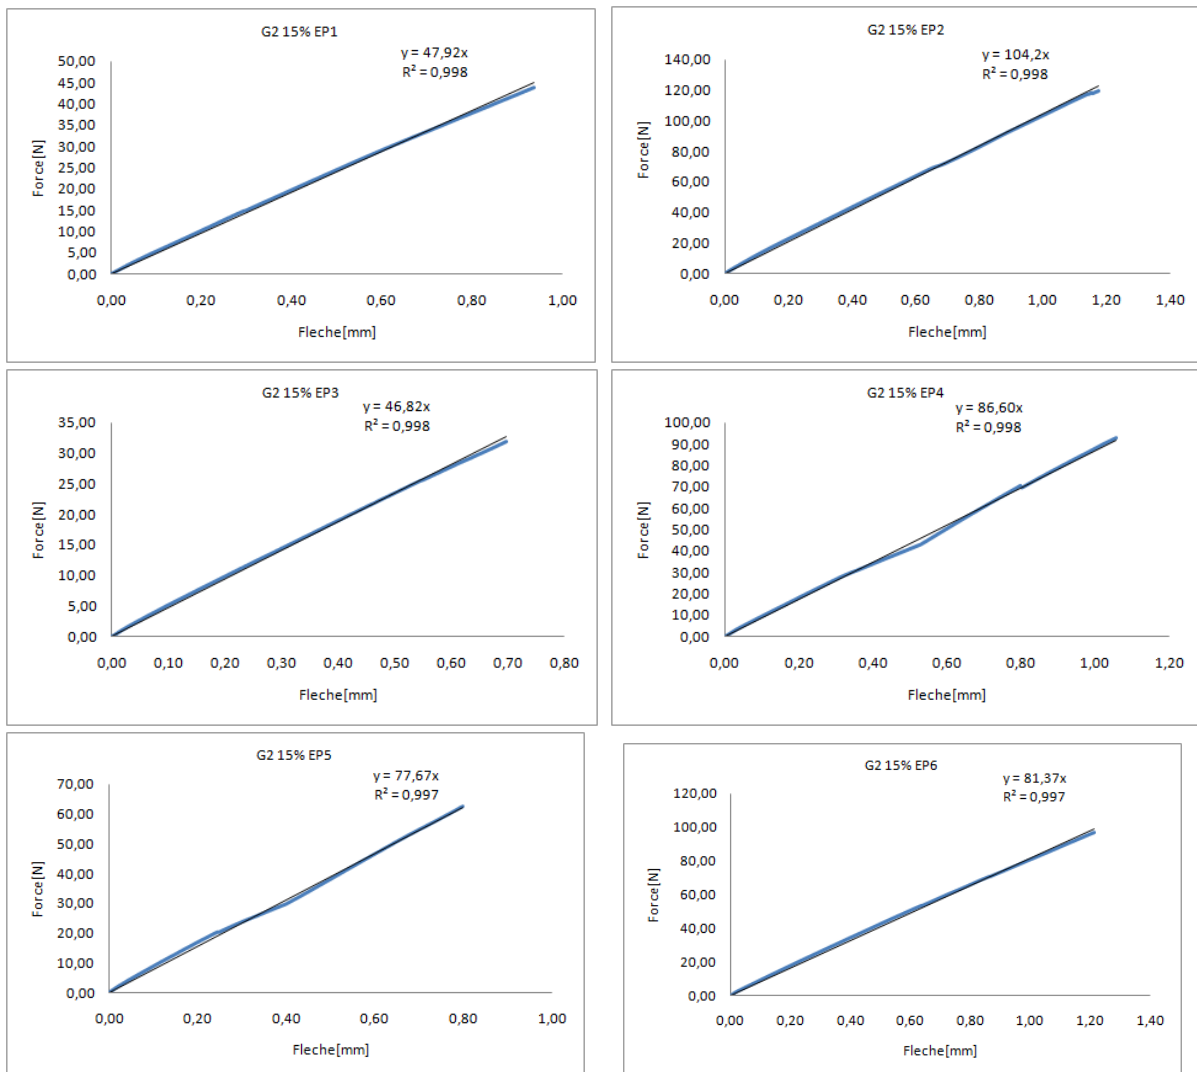 G2 15% EP1
y = 47,92x
R² = 0,998
50,00
45,00
40,00
35,00
30,00
25,00
20,00
15,00
10,00
5,00
0,00
Force[N]
0,00 0,20 0,40 0,60 0,80 1,00
Fleche[mm]
G2 15% EP2
y = 104,2x
R² = 0,998
140,00
120,00
100,00
80,00
60,00
40,00
20,00
0,00
Force[N]
0,00 0,20 0,40 0,60 0,80 1,00 1,20 1,40
Fleche[mm]
G2 15% EP3
y = 46,82x
R² = 0,998
35,00
30,00
25,00
20,00
15,00
10,00
5,00
0,00
Force[N]
0,00 0,10 0,20 0,30 0,40 0,50 0,60 0,70 0,80
Fleche[mm]
G2 15% EP4
y = 86,60x
R² = 0,998
100,00
90,00
80,00
70,00
60,00
50,00
40,00
30,00
20,00
10,00
0,00
Force[N]
0,00 0,20 0,40 0,60 0,80 1,00 1,20
Fleche[mm]
G2 15% EP5
y = 77,67x
R² = 0,997
70,00
60,00
50,00
40,00
30,00
20,00
10,00
0,00
Force[N]
0,00 0,20 0,40 0,60 0,80 1,00
Fleche[mm]
G2 15% EP6
y = 81,37x
R² = 0,997
120,00
100,00
80,00
60,00
40,00
20,00
0,00
Force[N]
0,00 0,20 0,40 0,60 0,80 1,00 1,20 1,40
Fleche[mm]